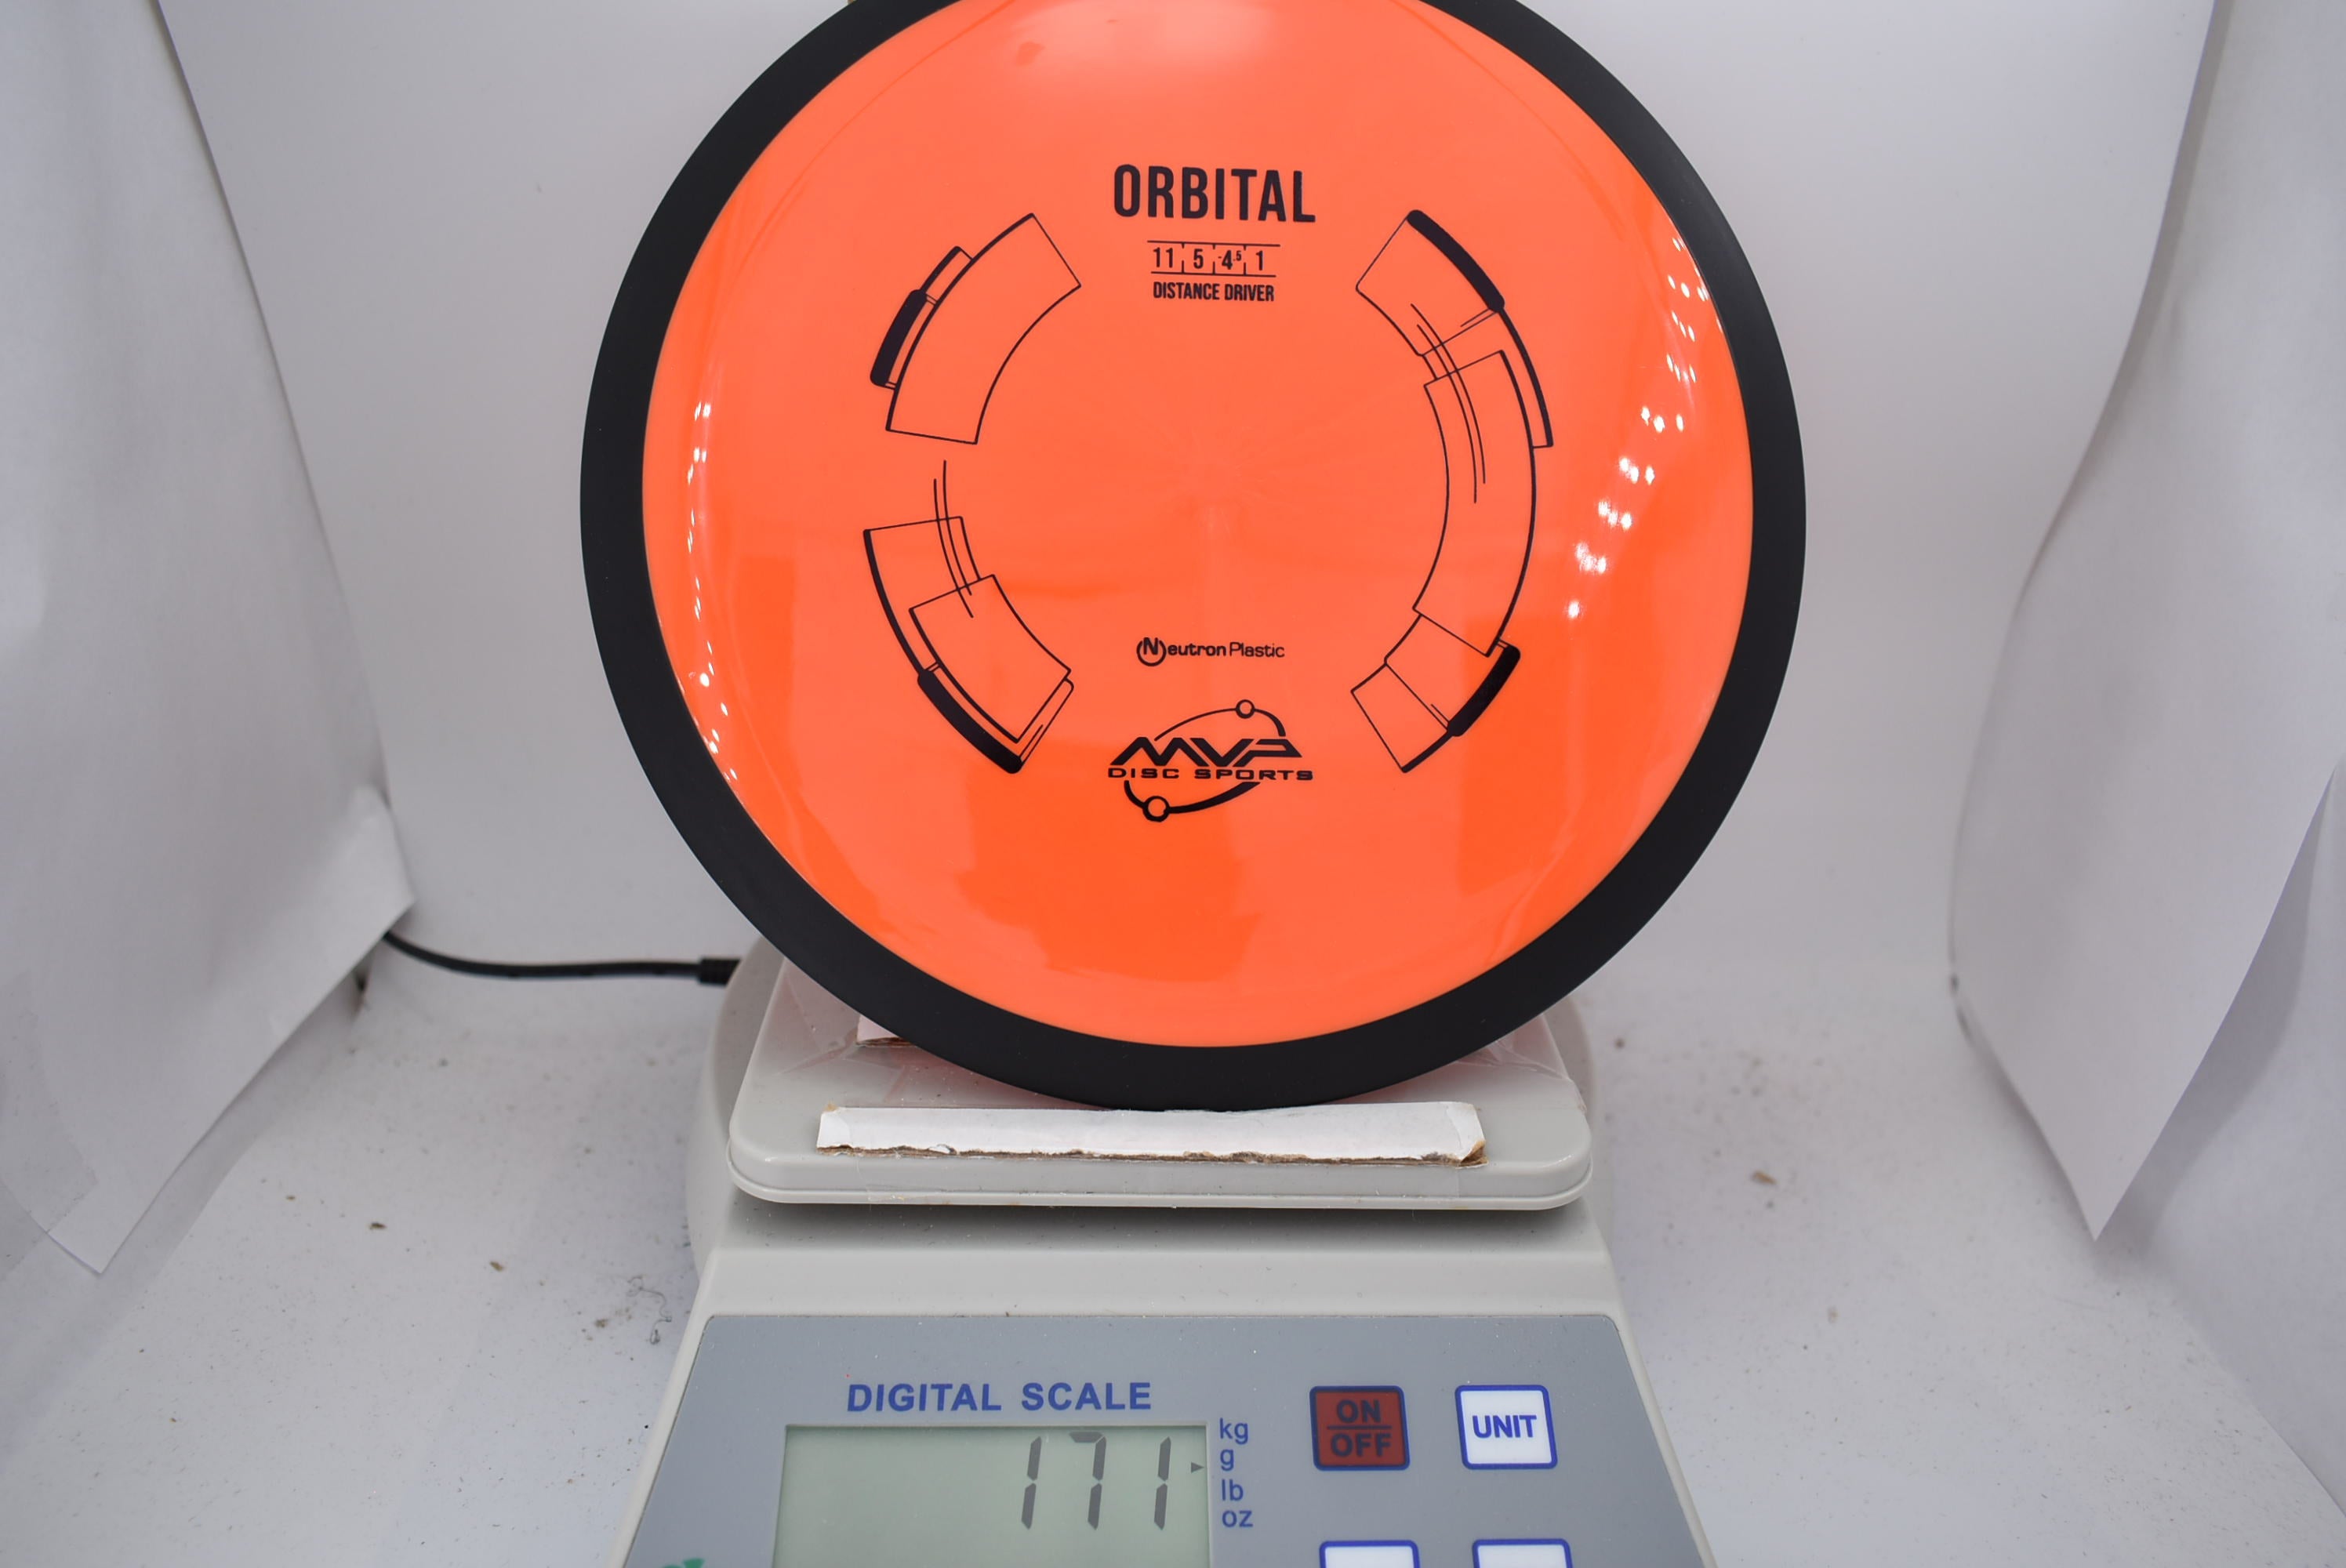 ORBITAL
11 5 -4.5 1
DISTANCE DRIVER
Neutron Plastic
MVP
DISC SPORTS
DIGITAL SCALE
171
kg
g
lb
oz
ON
OFF
UNIT